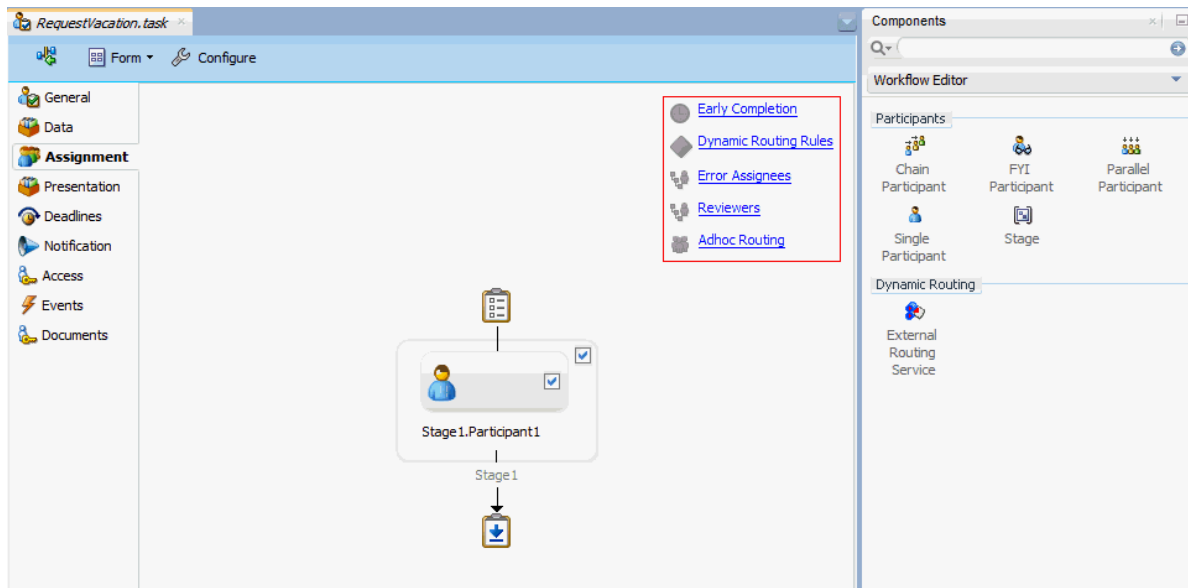 RequestVacation.task
Form
Configure
General
Data
Assignment
Presentation
Deadlines
Notification
Access
Events
Documents
Early Completion
Dynamic Routing Rules
Error Assignees
Reviewers
Adhoc Routing
Stage1.Participant1
Stage1
Components
Workflow Editor
Participants
Chain
Participant
FYI
Participant
Parallel
Participant
Single
Participant
Stage
Dynamic Routing
External
Routing
Service